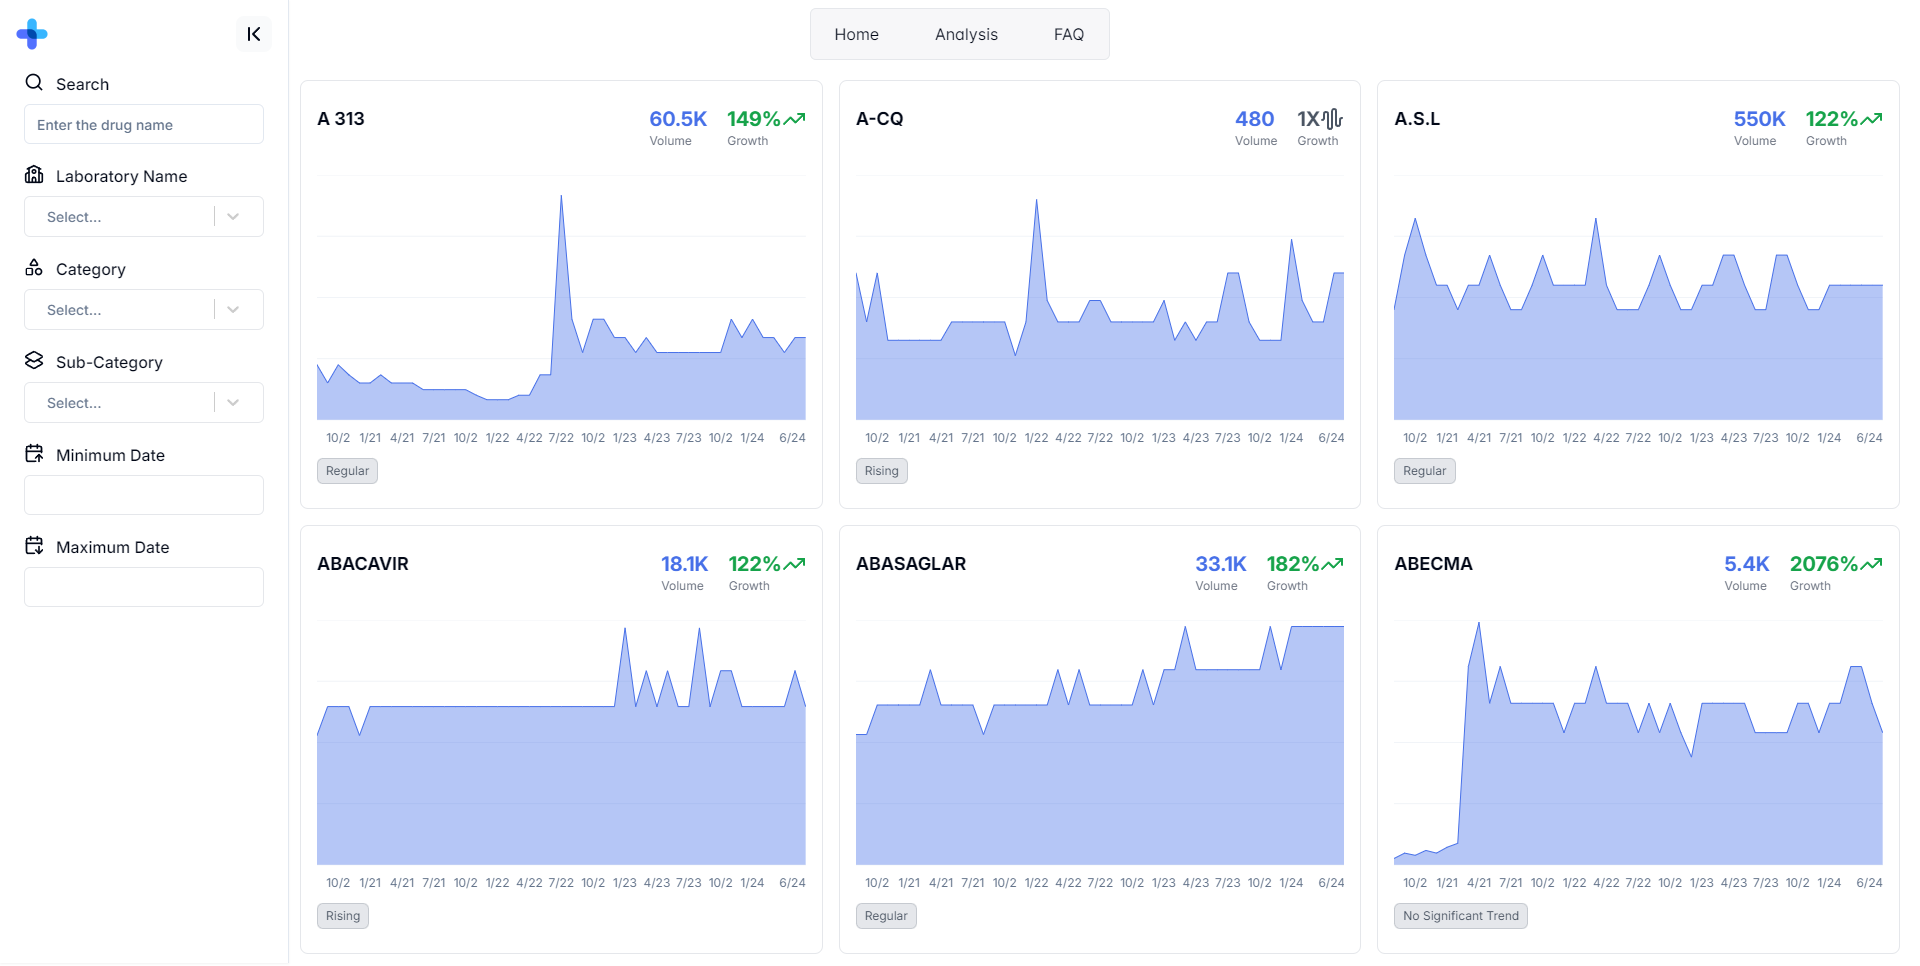 Home Analysis FAQ
Search
Enter the drug name
Laboratory Name
Select...
Category
Select...
Sub-Category
Select...
Minimum Date
Maximum Date
A 313
60.5K 149%
Volume Growth
10/2 1/21 4/21 7/21 10/2 1/22 4/22 7/22 10/2 1/23 4/23 7/23 10/2 1/24 6/24
Regular
A-CQ
480 1X
Volume Growth
10/2 1/21 4/21 7/21 10/2 1/22 4/22 7/22 10/2 1/23 4/23 7/23 10/2 1/24 6/24
Rising
A.S.L
550K 122%
Volume Growth
10/2 1/21 4/21 7/21 10/2 1/22 4/22 7/22 10/2 1/23 4/23 7/23 10/2 1/24 6/24
Regular
ABACAVIR
18.1K 122%
Volume Growth
10/2 1/21 4/21 7/21 10/2 1/22 4/22 7/22 10/2 1/23 4/23 7/23 10/2 1/24 6/24
Rising
ABASAGLAR
33.1K 182%
Volume Growth
10/2 1/21 4/21 7/21 10/2 1/22 4/22 7/22 10/2 1/23 4/23 7/23 10/2 1/24 6/24
Regular
ABECMA
5.4K 2076%
Volume Growth
10/2 1/21 4/21 7/21 10/2 1/22 4/22 7/22 10/2 1/23 4/23 7/23 10/2 1/24 6/24
No Significant Trend